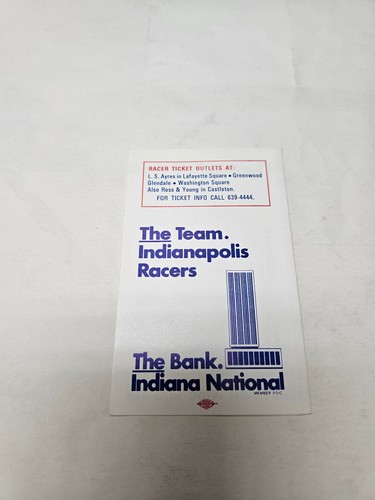 RACER TICKET OUTLETS AT:
L. S. Ayres in Lafayette Square • Greenwood
Glendale • Washington Square
Also Ross & Young in Castleton.
FOR TICKET INFO CALL 639-4444.
The Team.
Indianapolis
Racers
The Bank.
Indiana National
MEMBER FDIC